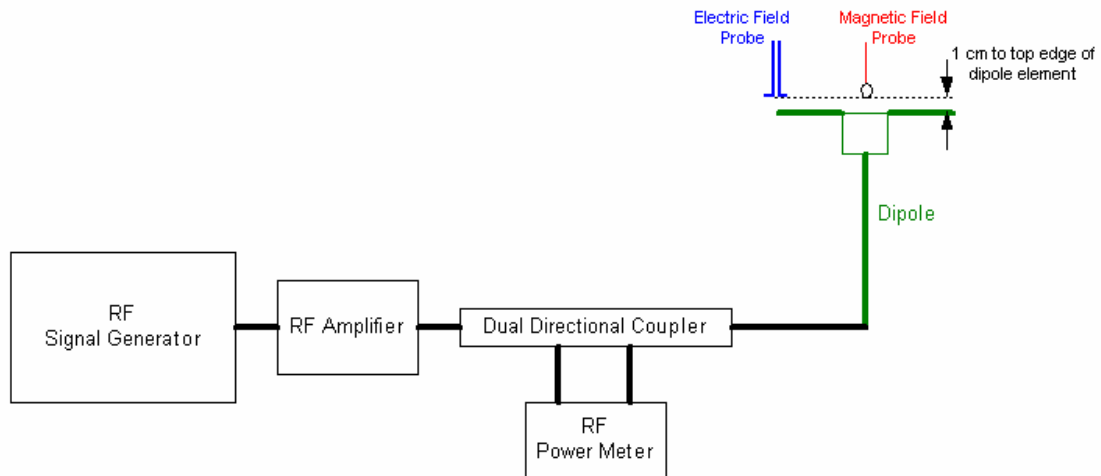 Electric Field
Probe
Magnetic Field
Probe
1 cm to top edge of
dipole element
Dipole
RF
Signal Generator
RF Amplifier
Dual Directional Coupler
RF
Power Meter